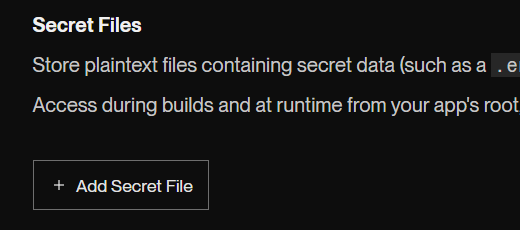 Secret Files
Store plaintext files containing secret data (such as a .e
Access during builds and at runtime from your app's root,
+ Add Secret File